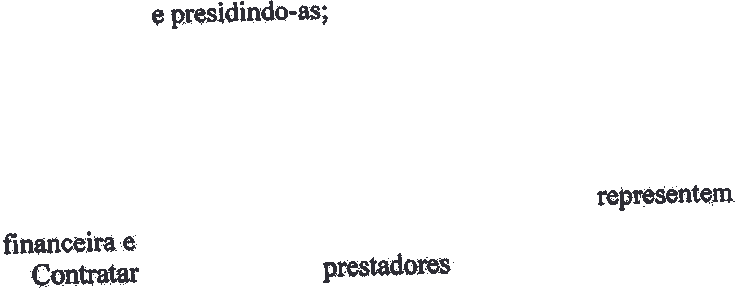 e presidindo-as;
representem
financeira e
Contratar prestadores